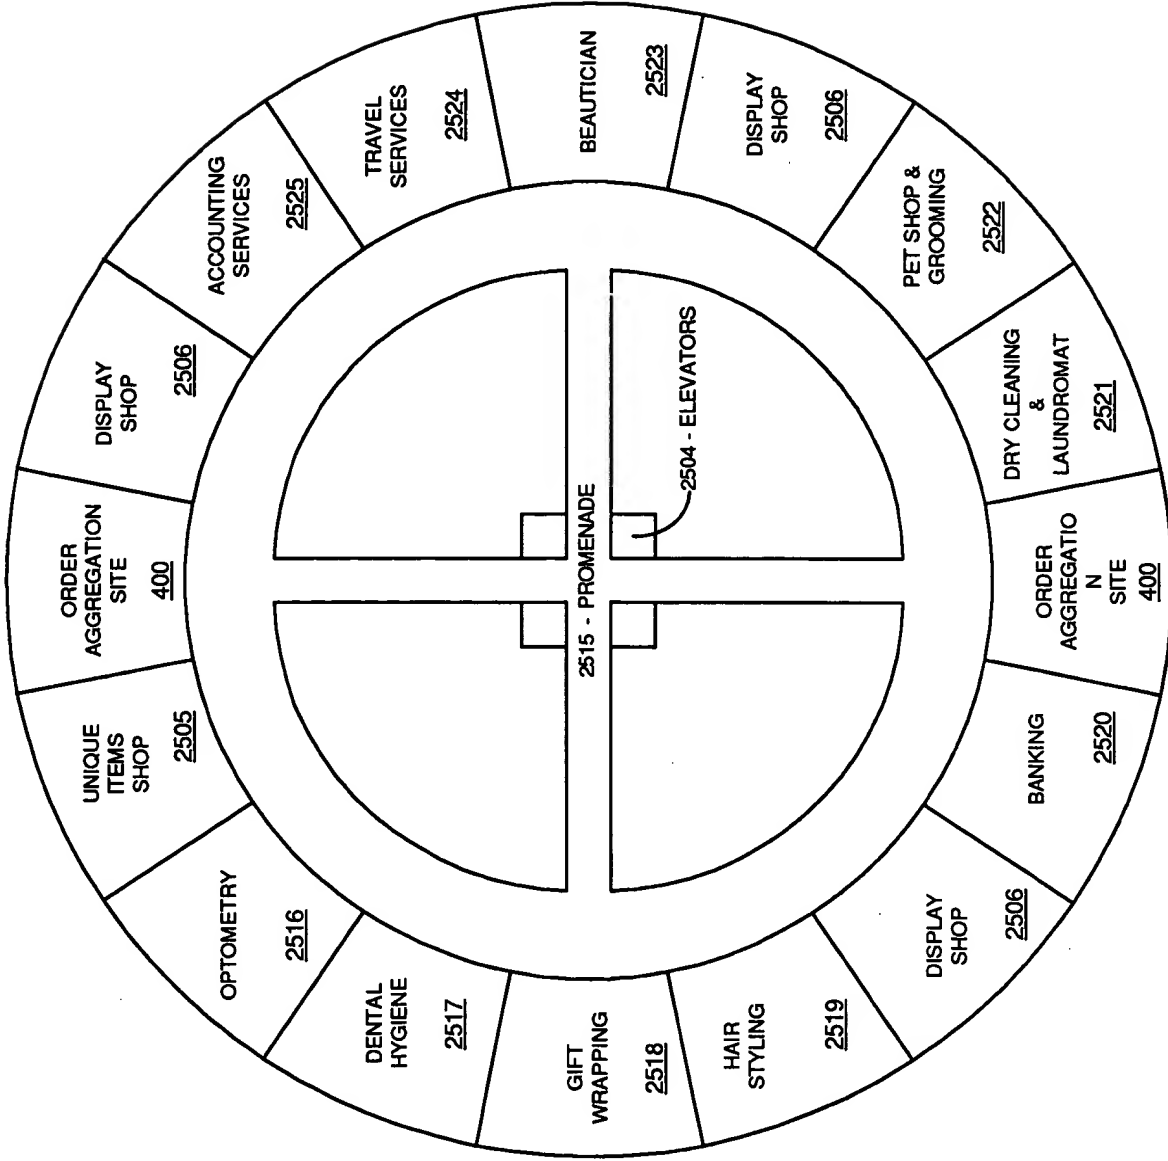 ORDER
AGGREGATION
SITE
400
DISPLAY
SHOP
2506
ACCOUNTING
SERVICES
2525
TRAVEL
SERVICES
2524
BEAUTICIAN
2523
DISPLAY
SHOP
2506
PET SHOP &
GROOMING
2522
DRY CLEANING
&
LAUNDROMAT
2521
ORDER
AGGREGATIO
N
SITE
400
BANKING
2520
DISPLAY
SHOP
2506
HAIR
STYLING
2519
GIFT
WRAPPING
2518
DENTAL
HYGIENE
2517
OPTOMETRY
2516
UNIQUE
ITEMS
SHOP
2505
2515 - PROMENADE
2504 - ELEVATORS